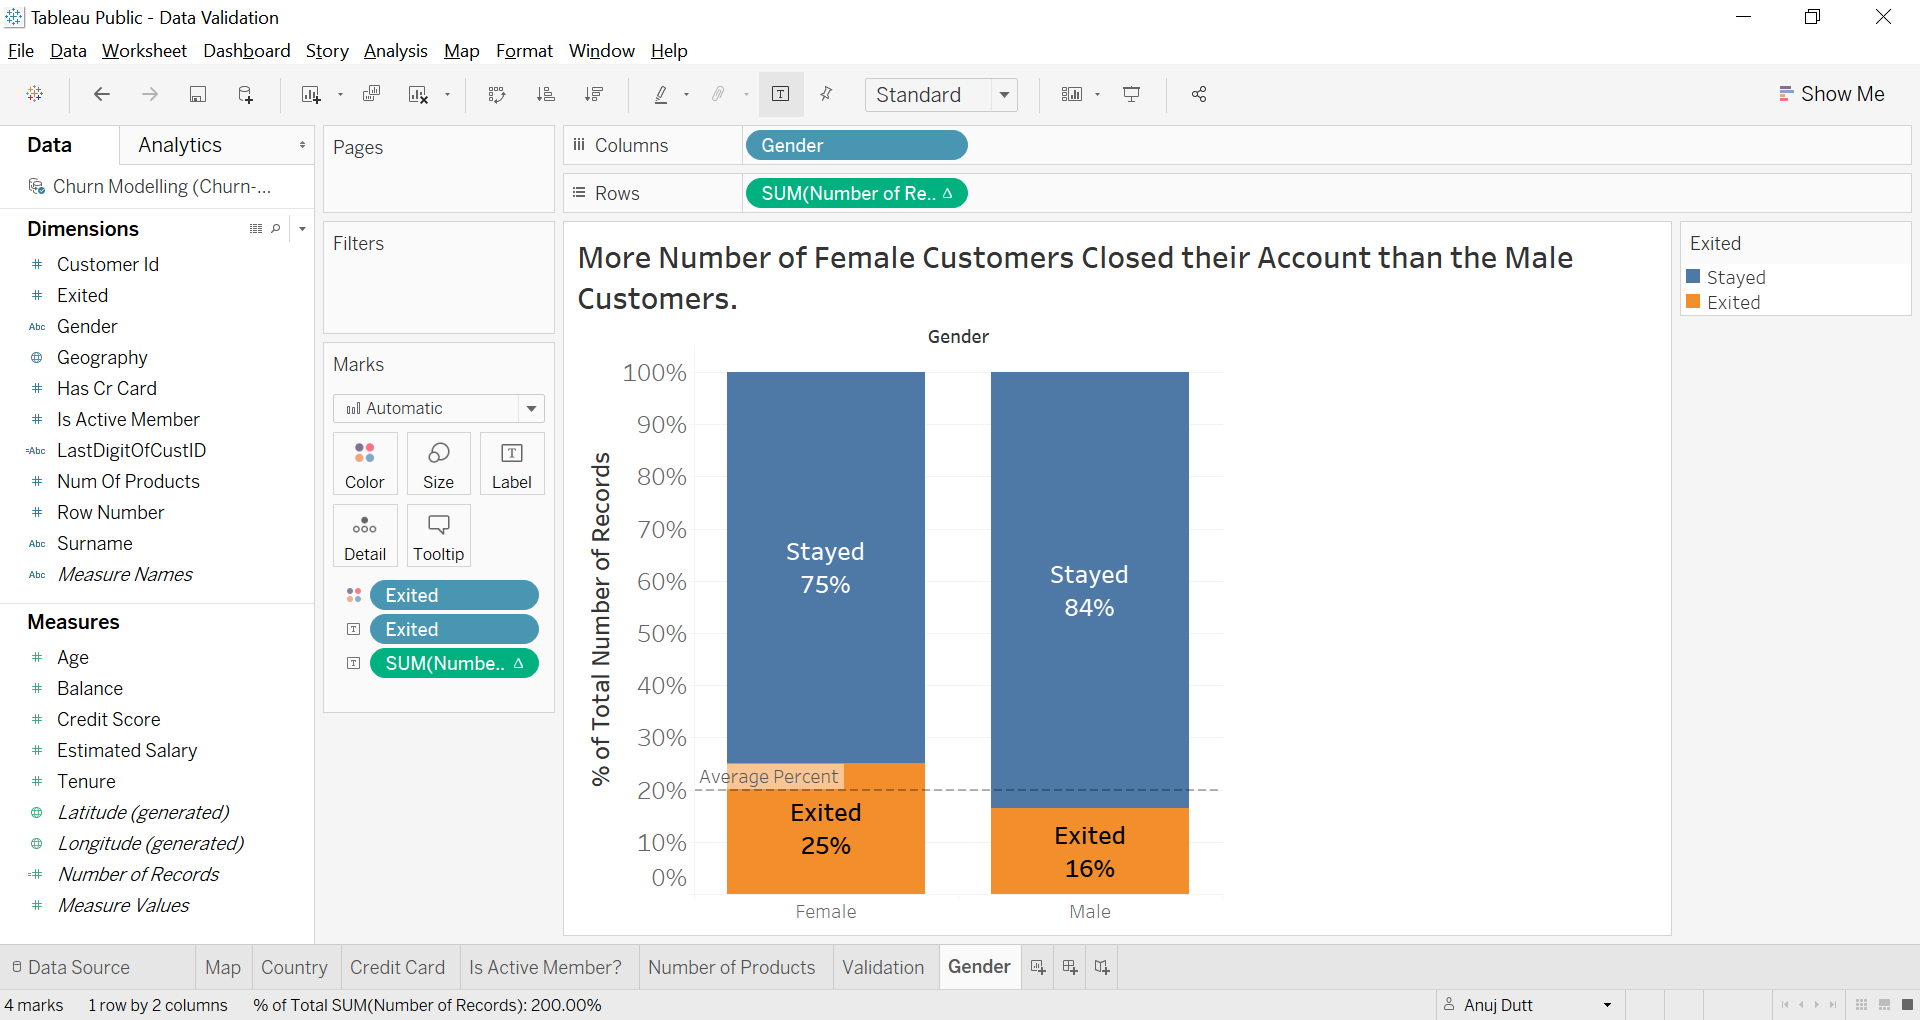 Tableau Public - Data Validation
File Data Worksheet Dashboard Story Analysis Map Format Window Help
Standard
Show Me
Data Analytics
Churn Modelling (Churn-...
Dimensions
# Customer Id
# Exited
Abc Gender
Geography
# Has Cr Card
# Is Active Member
=Abc LastDigitOfCustID
# Num Of Products
# Row Number
Abc Surname
Abc Measure Names
Measures
# Age
# Balance
# Credit Score
# Estimated Salary
# Tenure
Latitude (generated)
Longitude (generated)
=# Number of Records
# Measure Values
Pages
Filters
Marks
Automatic
Color Size Label
Detail Tooltip
Exited
Exited
SUM(Numbe.. Δ
Columns Gender
Rows SUM(Number of Re.. Δ
More Number of Female Customers Closed their Account than the Male
Customers.
Gender
% of Total Number of Records
100%
90%
80%
70%
60%
50%
40%
30%
20%
10%
0%
Stayed
75%
Average Percent
Exited
25%
Stayed
84%
Exited
16%
Female Male
Exited
Stayed
Exited
Data Source Map Country Credit Card Is Active Member? Number of Products Validation Gender
4 marks 1 row by 2 columns % of Total SUM(Number of Records): 200.00%
Anuj Dutt